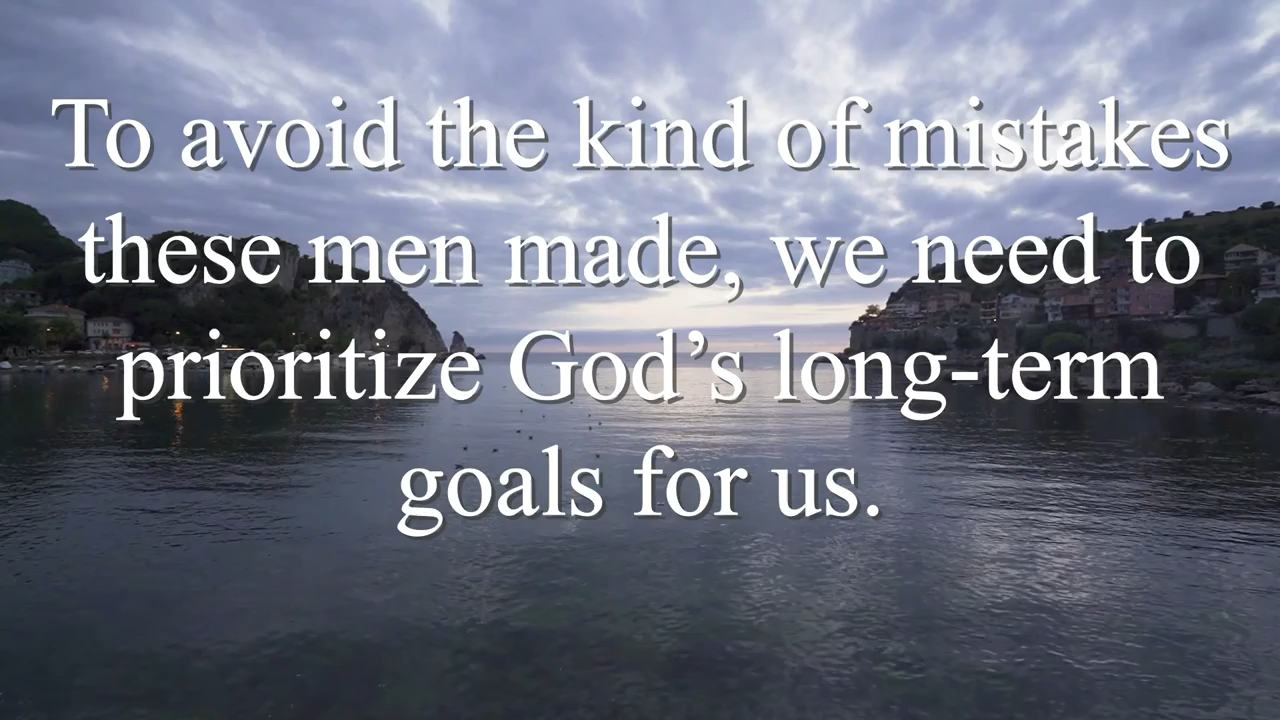 To avoid the kind of mistakes
these men made, we need to
prioritize God’s long-term
goals for us.